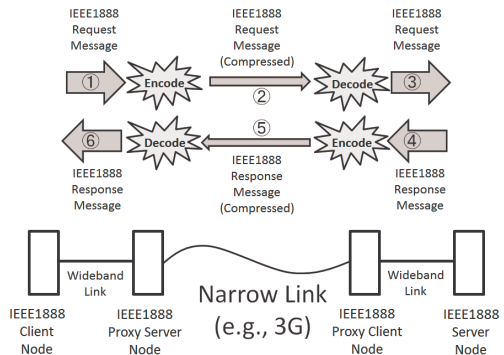 IEEE1888
Request
Message
IEEE1888
Request
Message
(Compressed)
IEEE1888
Request
Message
①
Encode
②
Decode
③
⑥
Decode
⑤
Encode
④
IEEE1888
Response
Message
IEEE1888
Response
Message
(Compressed)
IEEE1888
Response
Message
Wideband
Link
Narrow Link
(e.g., 3G)
Wideband
Link
IEEE1888
Client
Node
IEEE1888
Proxy Server
Node
IEEE1888
Proxy Client
Node
IEEE1888
Server
Node